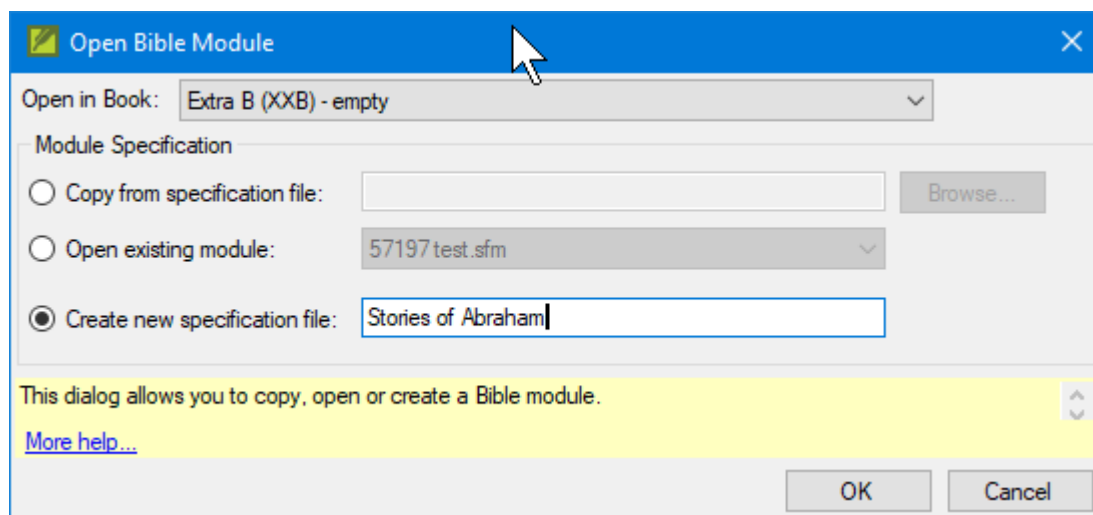 Open Bible Module
Open in Book: Extra B (XXB) - empty
Module Specification
Copy from specification file: Browse...
Open existing module: 57197 test.sfm
Create new specification file: Stories of Abraham
This dialog allows you to copy, open or create a Bible module.
More help...
OK Cancel